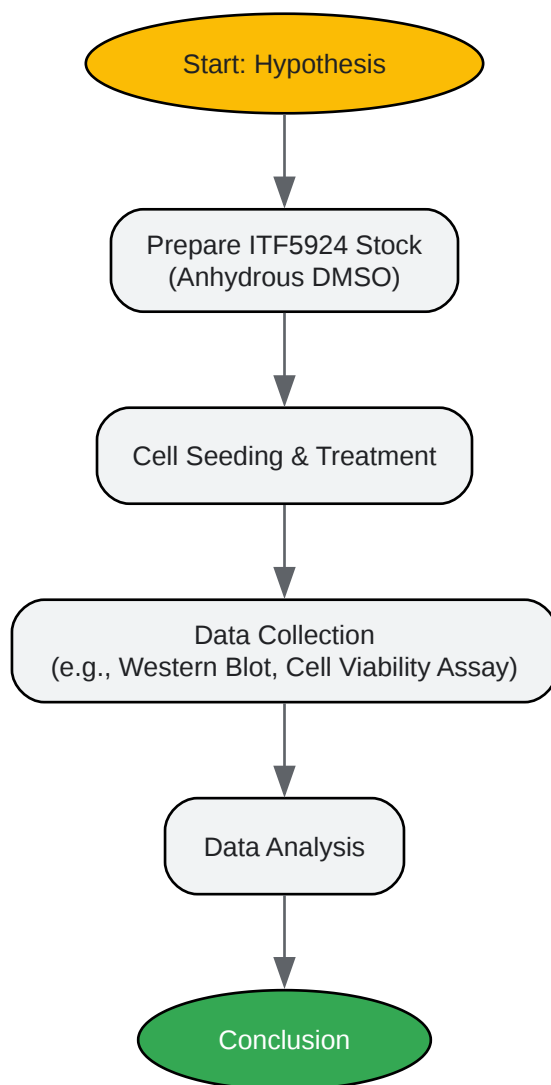 Start: Hypothesis
Prepare ITF5924 Stock
(Anhydrous DMSO)
Cell Seeding & Treatment
Data Collection
(e.g., Western Blot, Cell Viability Assay)
Data Analysis
Conclusion